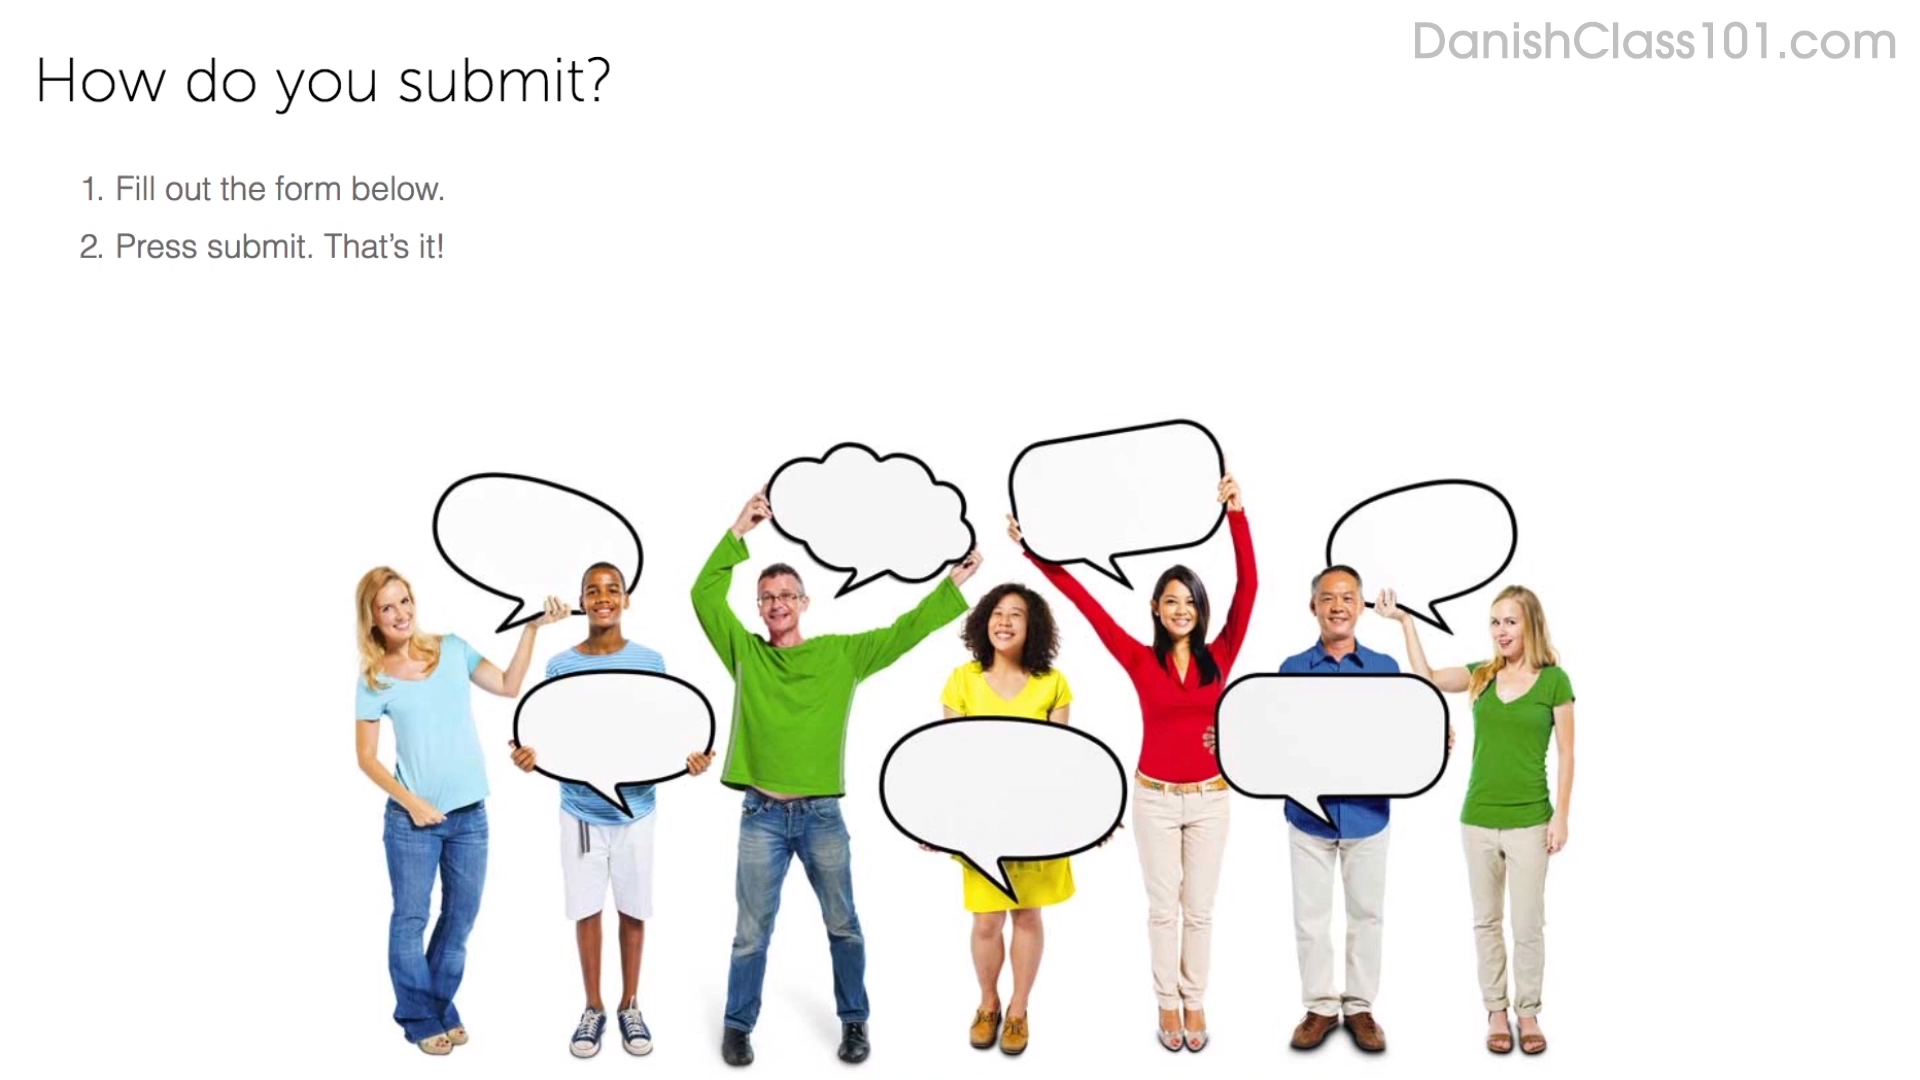 DanishClass101.com
How do you submit?
1. Fill out the form below.
2. Press submit. That’s it!